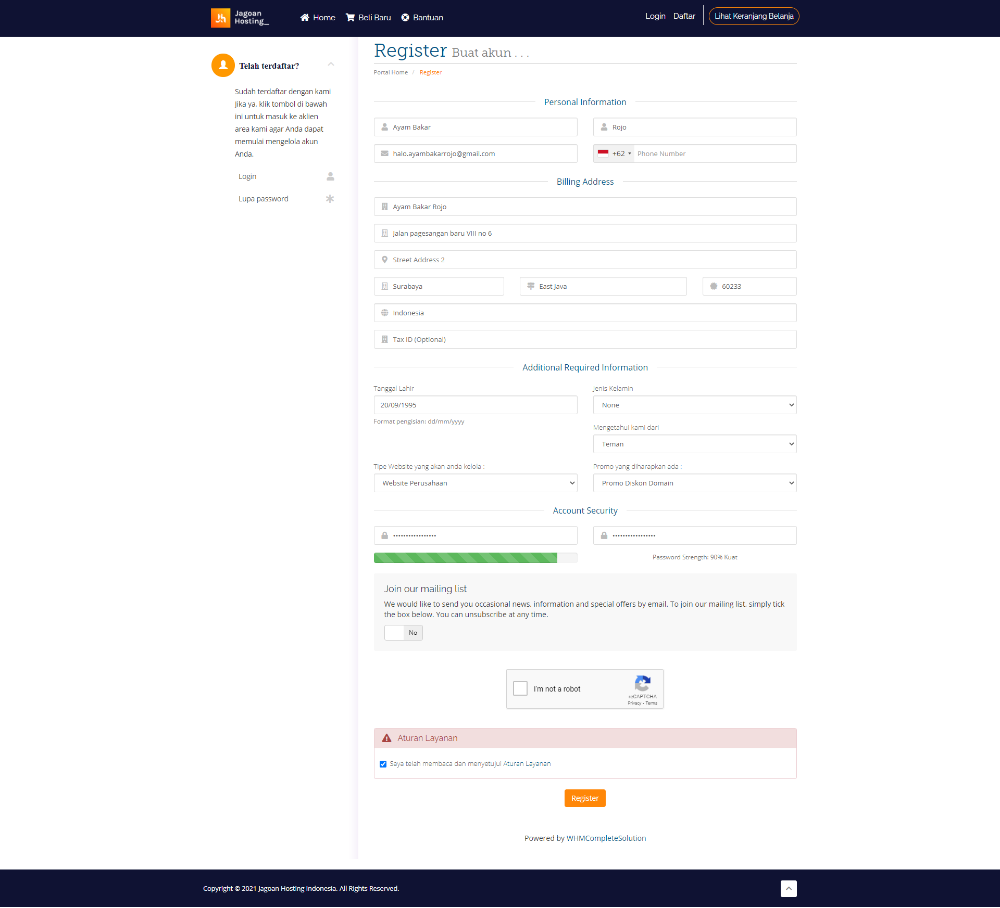 Jagoan
Hosting_
Home
Beli Baru
Bantuan
Login
Daftar
Lihat Keranjang Belanja
Telah terdaftar?
Sudah terdaftar dengan kami
Jika ya, klik tombol di bawah
ini untuk masuk ke aklien
area kami agar Anda dapat
memulai mengelola akun
Anda.
Login
Lupa password
Register Buat akun . . .
Portal Home / Register
Personal Information
Ayam Bakar
Rojo
halo.ayambakarrojo@gmail.com
+62
Phone Number
Billing Address
Ayam Bakar Rojo
Jalan pagesangan baru VIII no 6
Street Address 2
Surabaya
East Java
60233
Indonesia
Tax ID (Optional)
Additional Required Information
Tanggal Lahir
20/09/1995
Format pengisian: dd/mm/yyyy
Jenis Kelamin
None
Mengetahui kami dari
Teman
Tipe Website yang akan anda kelola :
Website Perusahaan
Promo yang diharapkan ada :
Promo Diskon Domain
Account Security
•••••••••••••••••
•••••••••••••••••
Password Strength: 90% Kuat
Join our mailing list
We would like to send you occasional news, information and special offers by email. To join our mailing list, simply tick
the box below. You can unsubscribe at any time.
No
I'm not a robot
reCAPTCHA
Privacy - Terms
Aturan Layanan
Saya telah membaca dan menyetujui Aturan Layanan
Register
Powered by WHMCompleteSolution
Copyright © 2021 Jagoan Hosting Indonesia. All Rights Reserved.